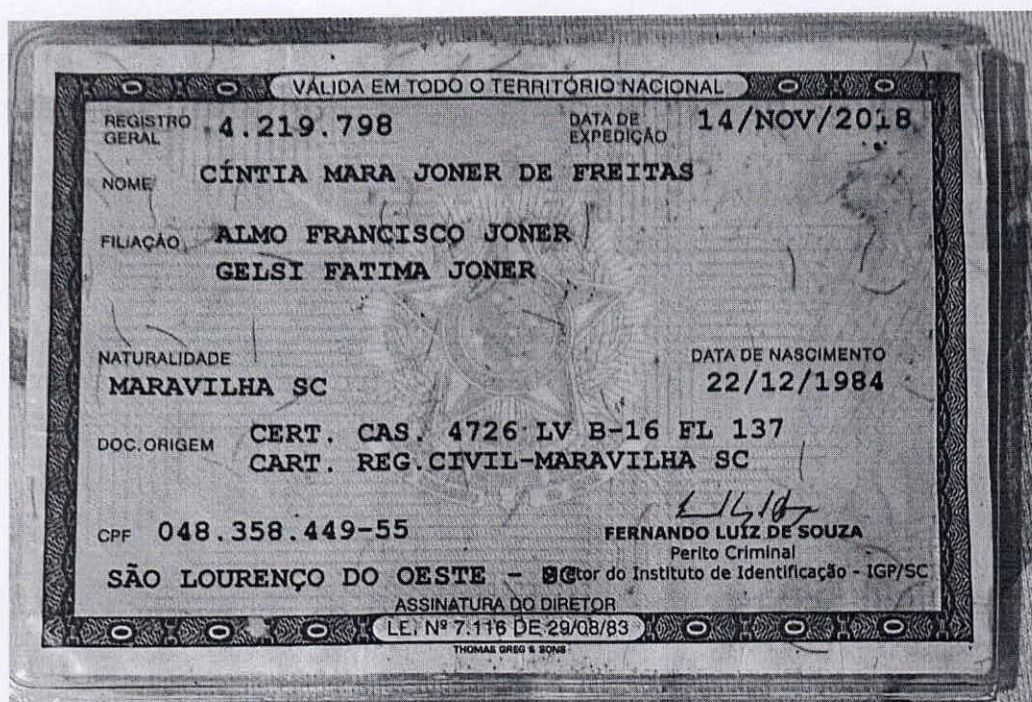 VÁLIDA EM TODO O TERRITÓRIO NACIONAL
REGISTRO GERAL 4.219.798 DATA DE EXPEDIÇÃO 14/NOV/2018
NOME CÍNTIA MARA JONER DE FREITAS
FILIAÇÃO ALMO FRANCISCO JONER
GELSI FATIMA JONER
NATURALIDADE DATA DE NASCIMENTO
MARAVILHA SC 22/12/1984
DOC.ORIGEM CERT. CAS. 4726 LV B-16 FL 137
CART. REG.CIVIL-MARAVILHA SC
CPF 048.358.449-55 FERNANDO LUIZ DE SOUZA
Perito Criminal
SÃO LOURENÇO DO OESTE - SC do Instituto de Identificação - IGP/SC
ASSINATURA DO DIRETOR
LEI Nº 7.116 DE 29/08/83
THOMAS GREG & SONS